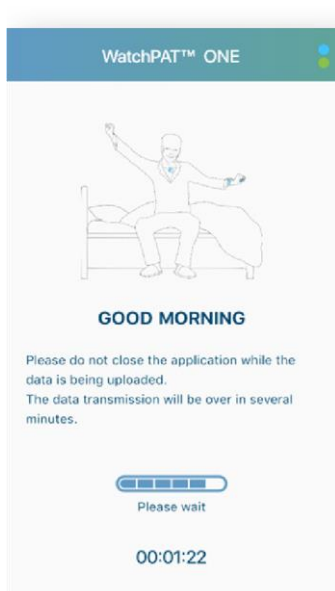 WatchPAT™ ONE
GOOD MORNING
Please do not close the application while the
data is being uploaded.
The data transmission will be over in several
minutes.
Please wait
00:01:22